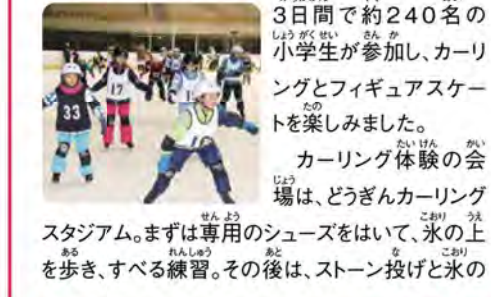 3日間で約240名の
小学生が参加し、カーリ
ングとフィギュアスケー
トを楽しみました。
カーリング体験の会
場は、どうぎんカーリング
スタジアム。まずは専用のシューズをはいて、氷の上
を歩き、すべる練習。その後は、ストーン投げと氷の
33
17